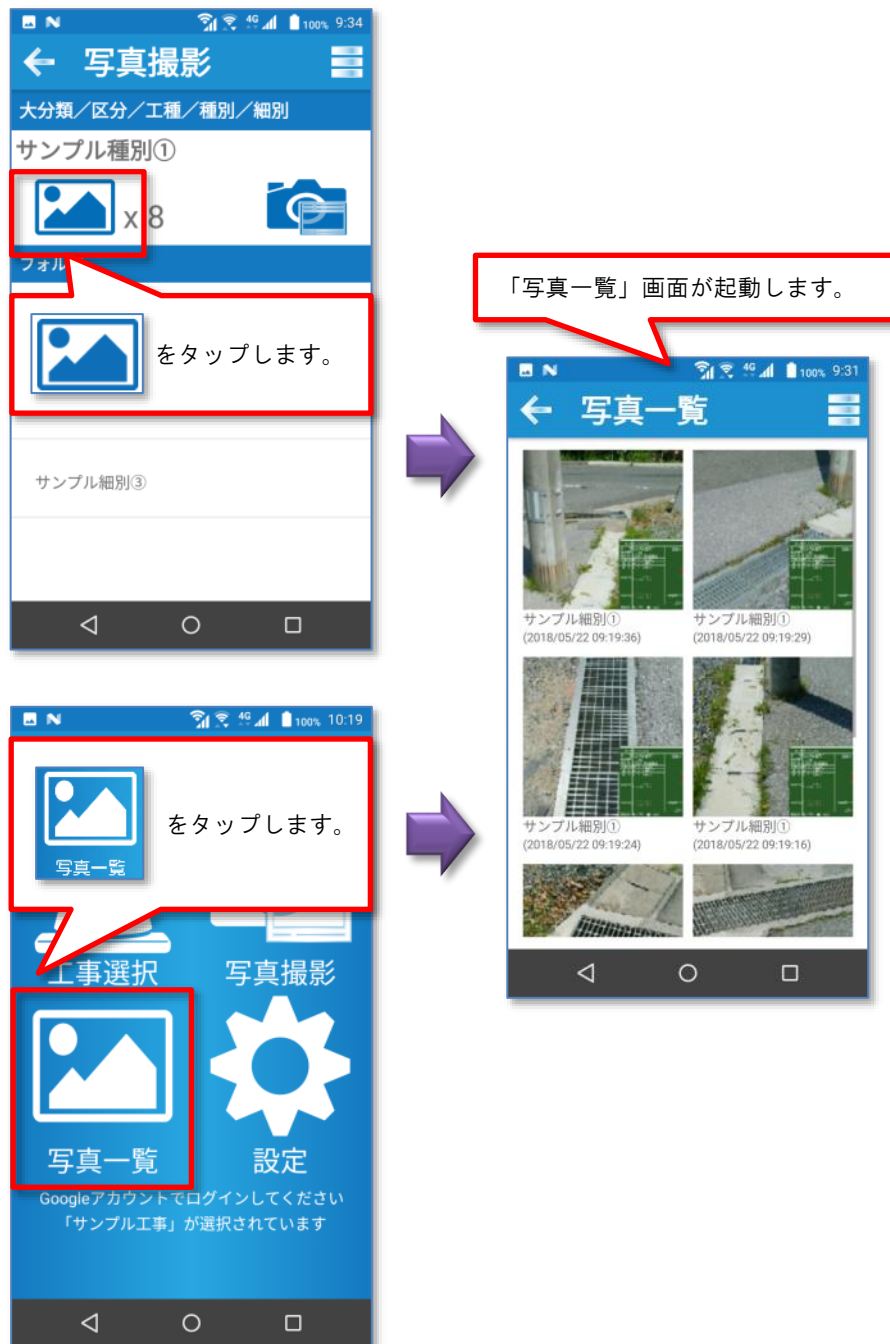 100% 9:34
写真撮影
大分類／区分／工種／種別／細別
サンプル種別①
x 8
フォル
をタップします。
サンプル細別③
「写真一覧」画面が起動します。
100% 9:31
写真一覧
サンプル細別①
(2018/05/22 09:19:36)
サンプル細別①
(2018/05/22 09:19:29)
サンプル細別①
(2018/05/22 09:19:24)
サンプル細別①
(2018/05/22 09:19:16)
4G 100% 10:19
写真一覧
をタップします。
工事選択
写真撮影
写真一覧
設定
Googleアカウントでログインしてください
「サンプル工事」が選択されています